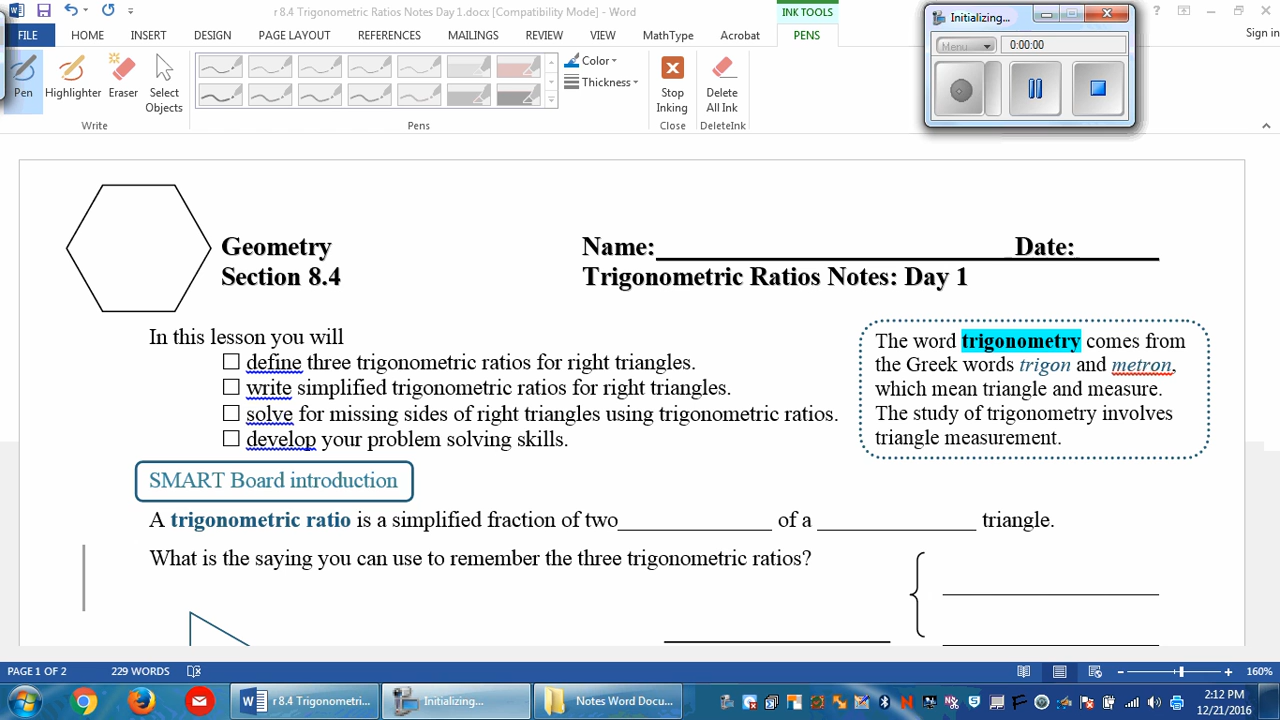 r 8.4 Trigonometric Ratios Notes Day 1.docx [Compatibility Mode] - Word
INK TOOLS
Initializing...
?
FILE HOME INSERT DESIGN PAGE LAYOUT REFERENCES MAILINGS REVIEW VIEW MathType Acrobat PENS
Sign in
Menu 0:00:00
Pen Highlighter Eraser Select Objects
Color
Thickness
Stop Inking
Delete All Ink
Write Pens Close DeleteInk
Geometry Name: Date:
Section 8.4 Trigonometric Ratios Notes: Day 1
In this lesson you will
define three trigonometric ratios for right triangles.
write simplified trigonometric ratios for right triangles.
solve for missing sides of right triangles using trigonometric ratios.
develop your problem solving skills.
The word trigonometry comes from
the Greek words trigon and metron,
which mean triangle and measure.
The study of trigonometry involves
triangle measurement.
SMART Board introduction
A trigonometric ratio is a simplified fraction of two______________ of a ______________ triangle.
What is the saying you can use to remember the three trigonometric ratios?
PAGE 1 OF 2 229 WORDS 160%
r 8.4 Trigonometri... Initializing... Notes Word Docu...
2:12 PM
12/21/2016